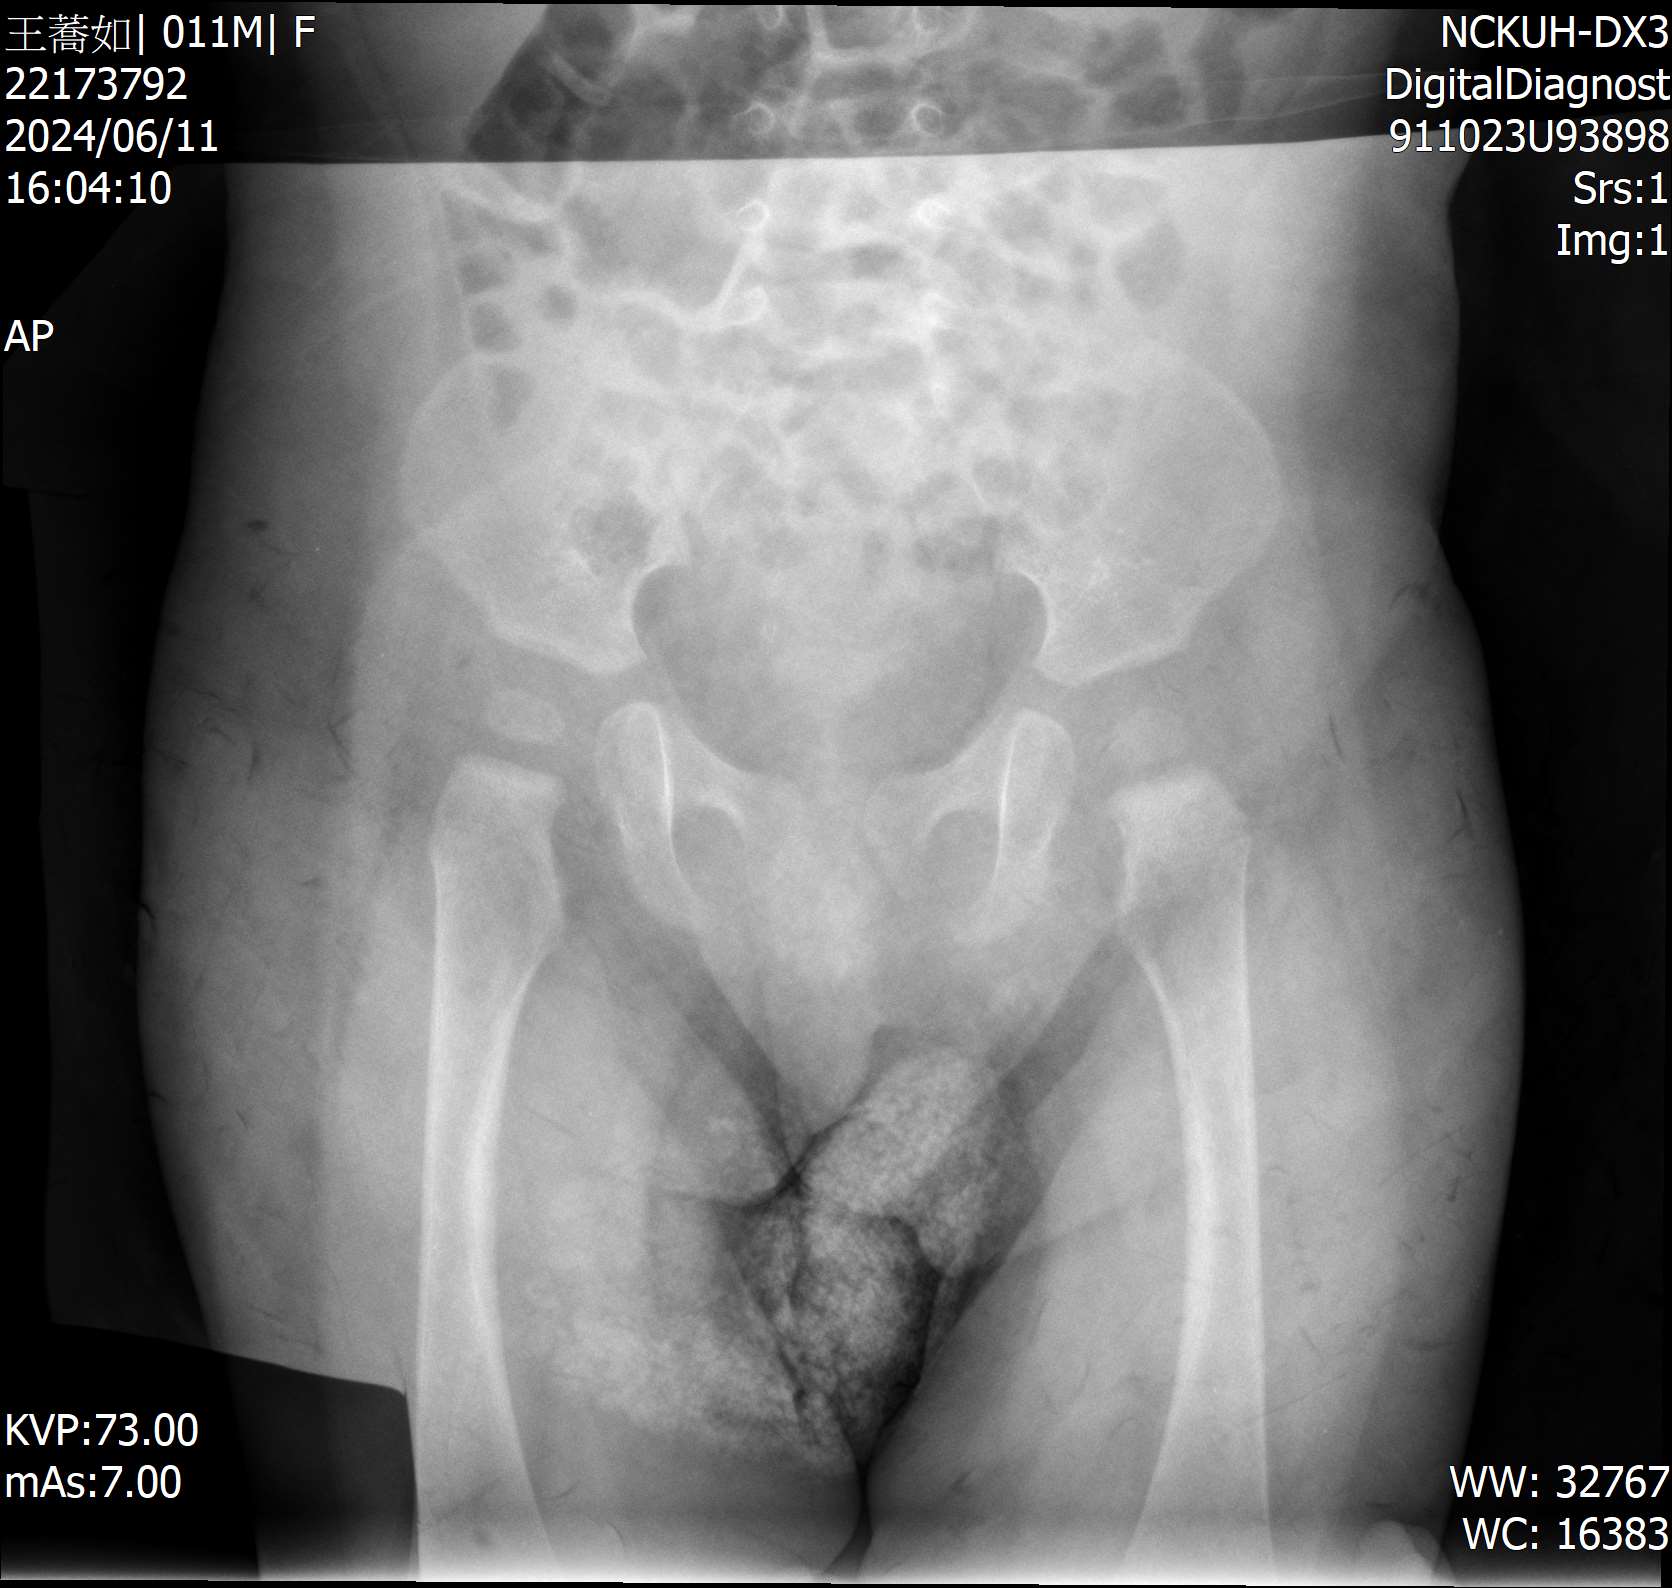 王蕎如| 011M| F
22173792
2024/06/11
16:04:10
AP
NCKUH-DX3
DigitalDiagnost
911023U93898
Srs:1
Img:1
KVP:73.00
mAs:7.00
WW: 32767
WC: 16383